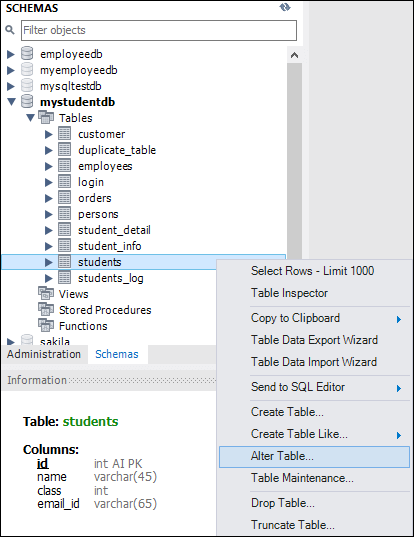 SCHEMAS
Filter objects
employeedb
myemployeedb
mysqltestdb
mystudentdb
Tables
customer
duplicate_table
employees
login
orders
persons
student_detail
student_info
students
students_log
Views
Stored Procedures
Functions
sakila
Select Rows - Limit 1000
Table Inspector
Copy to Clipboard
Table Data Export Wizard
Table Data Import Wizard
Send to SQL Editor
Create Table...
Create Table Like...
Alter Table...
Table Maintenance...
Drop Table...
Truncate Table...
Administration Schemas
Information
Table: students
Columns:
id int AI PK
name varchar(45)
class int
email_id varchar(65)